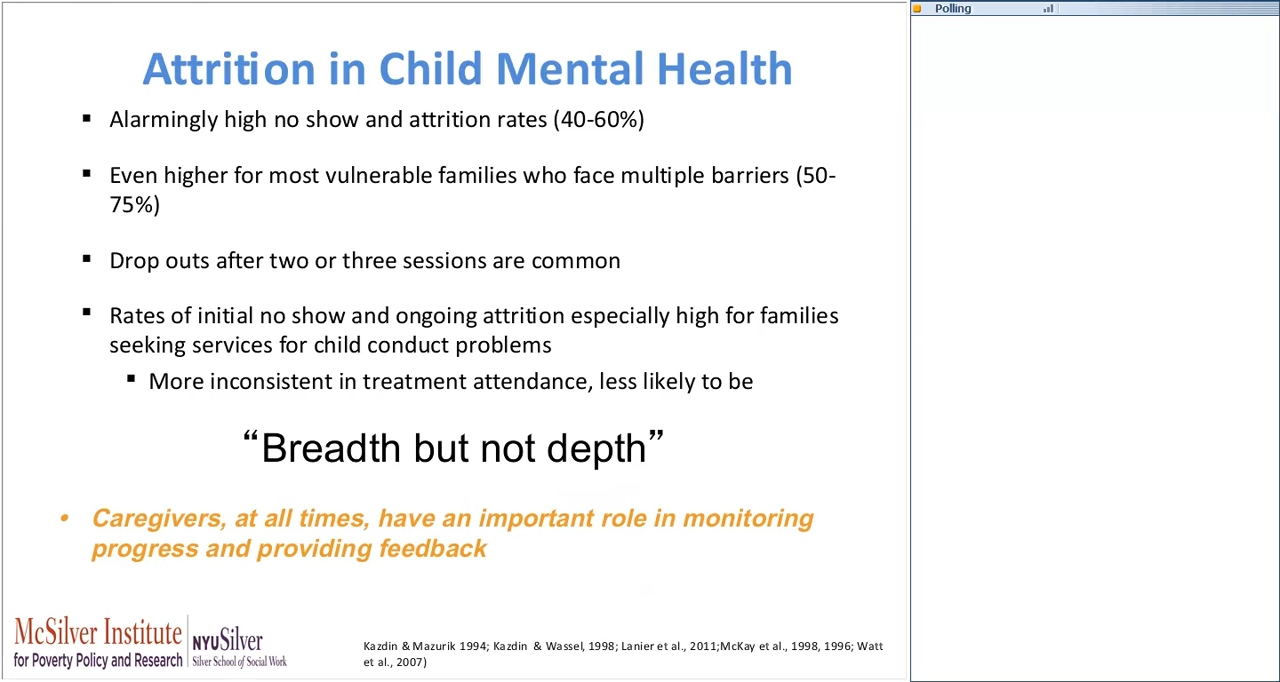 Polling
Attrition in Child Mental Health
▪ Alarmingly high no show and attrition rates (40-60%)
▪ Even higher for most vulnerable families who face multiple barriers (50-
75%)
▪ Drop outs after two or three sessions are common
▪ Rates of initial no show and ongoing attrition especially high for families
seeking services for child conduct problems
▪ More inconsistent in treatment attendance, less likely to be
“Breadth but not depth”
• Caregivers, at all times, have an important role in monitoring
progress and providing feedback
McSilver Institute
for Poverty Policy and Research
NYUSilver
Silver School of Social Work
Kazdin & Mazurik 1994; Kazdin & Wassel, 1998; Lanier et al., 2011;McKay et al., 1998, 1996; Watt
et al., 2007)